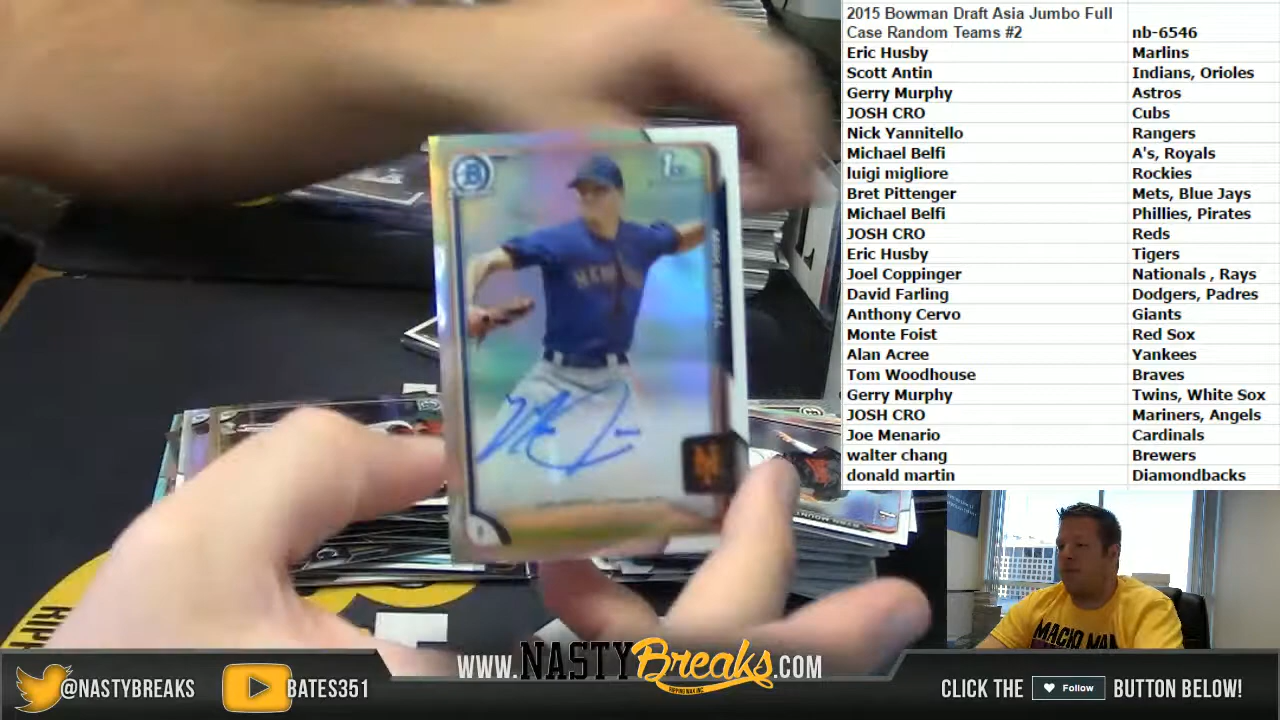 2015 Bowman Draft Asia Jumbo Full
Case Random Teams #2 nb-6546
Eric Husby Marlins
Scott Antin Indians, Orioles
Gerry Murphy Astros
JOSH CRO Cubs
Nick Yannitello Rangers
Michael Belfi A's, Royals
luigi migliore Rockies
Bret Pittenger Mets, Blue Jays
Michael Belfi Phillies, Pirates
JOSH CRO Reds
Eric Husby Tigers
Joel Coppinger Nationals , Rays
David Farling Dodgers, Padres
Anthony Cervo Giants
Monte Foist Red Sox
Alan Acree Yankees
Tom Woodhouse Braves
Gerry Murphy Twins, White Sox
JOSH CRO Mariners, Angels
Joe Menario Cardinals
walter chang Brewers
donald martin Diamondbacks
B
MACHO MAN
@NASTYBREAKS
BATES351
WWW.NASTYBreaks.COM
RIPPING WAX INC
CLICK THE Follow BUTTON BELOW!